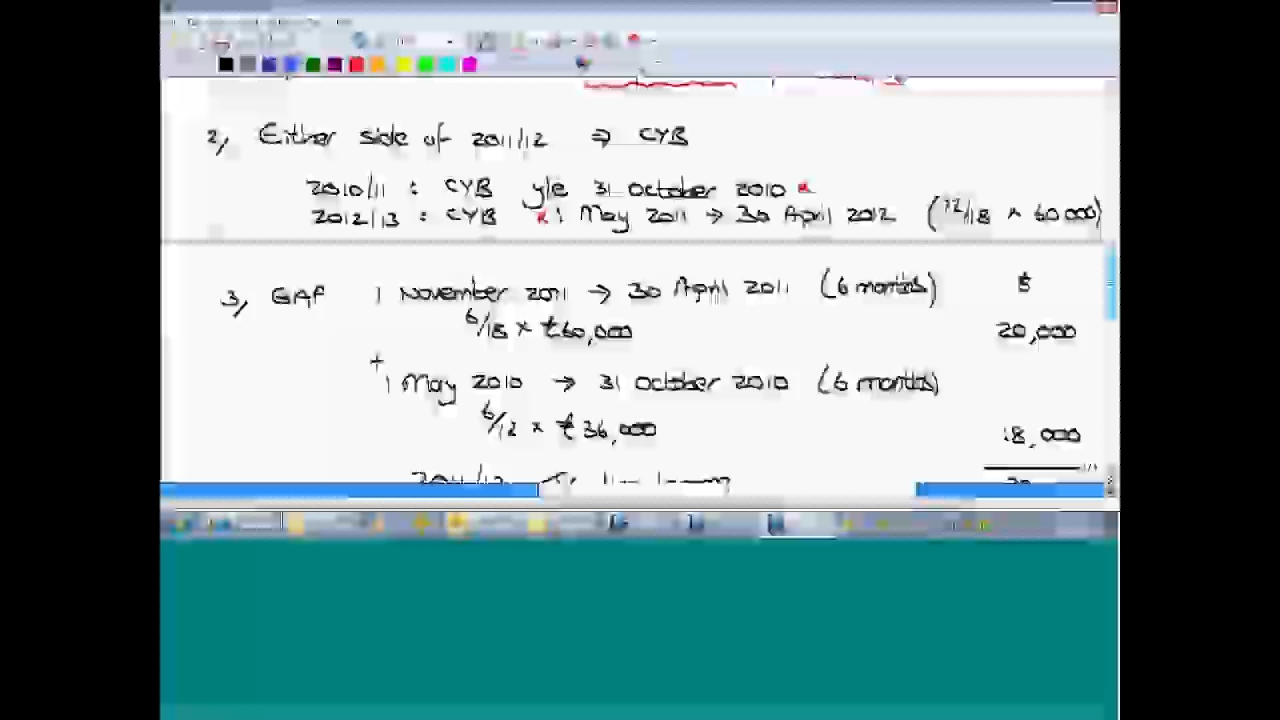 2, Either side of 2011/12 ⇒ CYB
2010/11 : CYB y/e 31 October 2010
2012/13 : CYB 1 May 2011 → 30 April 2012 (12/18 × 60 000)
3, GAP 1 November 2011 → 30 April 2011 (6 months) £
6/18 × £60,000 20,000
+
1 May 2010 → 31 October 2010 (6 months)
6/12 × £36,000 18,000